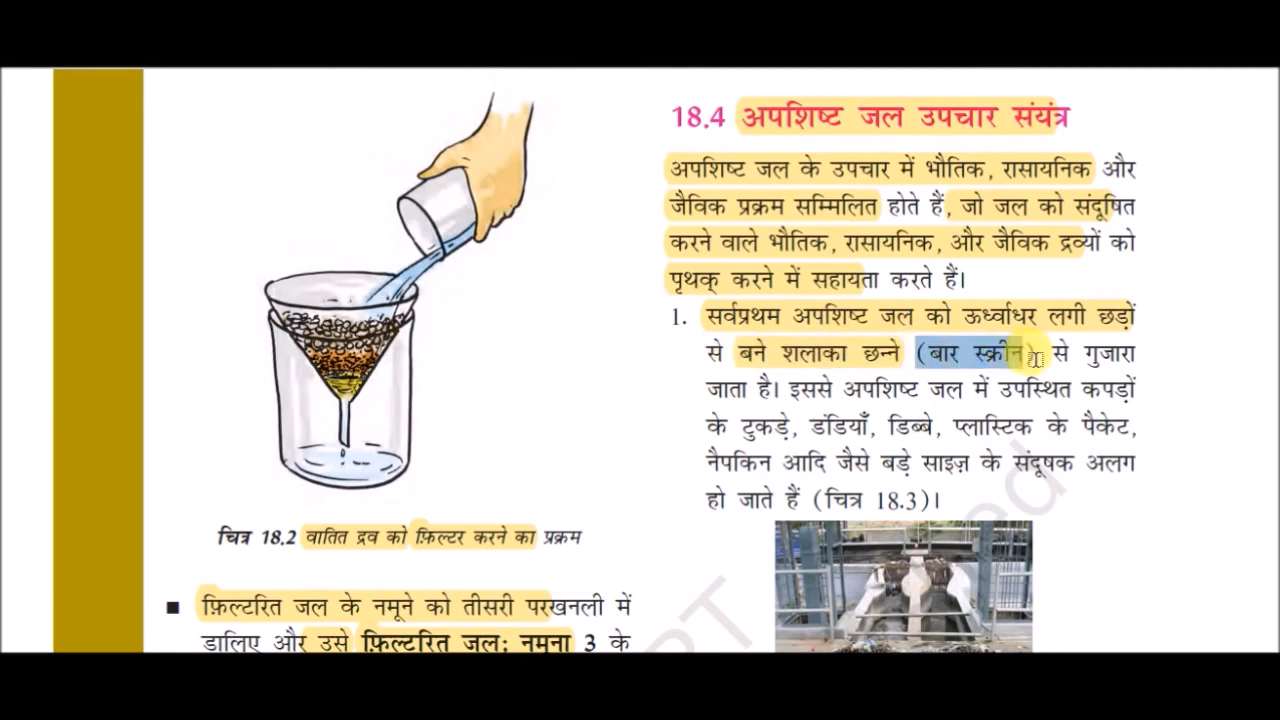 चित्र 18.2 वातित द्रव को फ़िल्टर करने का प्रक्रम
■ फ़िल्टरित जल के नमूने को तीसरी परखनली में
डालिए और उसे फ़िल्टरित जल; नमूना 3 के
18.4 अपशिष्ट जल उपचार संयंत्र
अपशिष्ट जल के उपचार में भौतिक, रासायनिक और
जैविक प्रक्रम सम्मिलित होते हैं, जो जल को संदूषित
करने वाले भौतिक, रासायनिक, और जैविक द्रव्यों को
पृथक् करने में सहायता करते हैं।
1. सर्वप्रथम अपशिष्ट जल को ऊर्ध्वाधर लगी छड़ों
से बने शलाका छन्ने (बार स्क्रीन) से गुजारा
जाता है। इससे अपशिष्ट जल में उपस्थित कपड़ों
के टुकड़े, डंडियाँ, डिब्बे, प्लास्टिक के पैकेट,
नैपकिन आदि जैसे बड़े साइज़ के संदूषक अलग
हो जाते हैं (चित्र 18.3)।